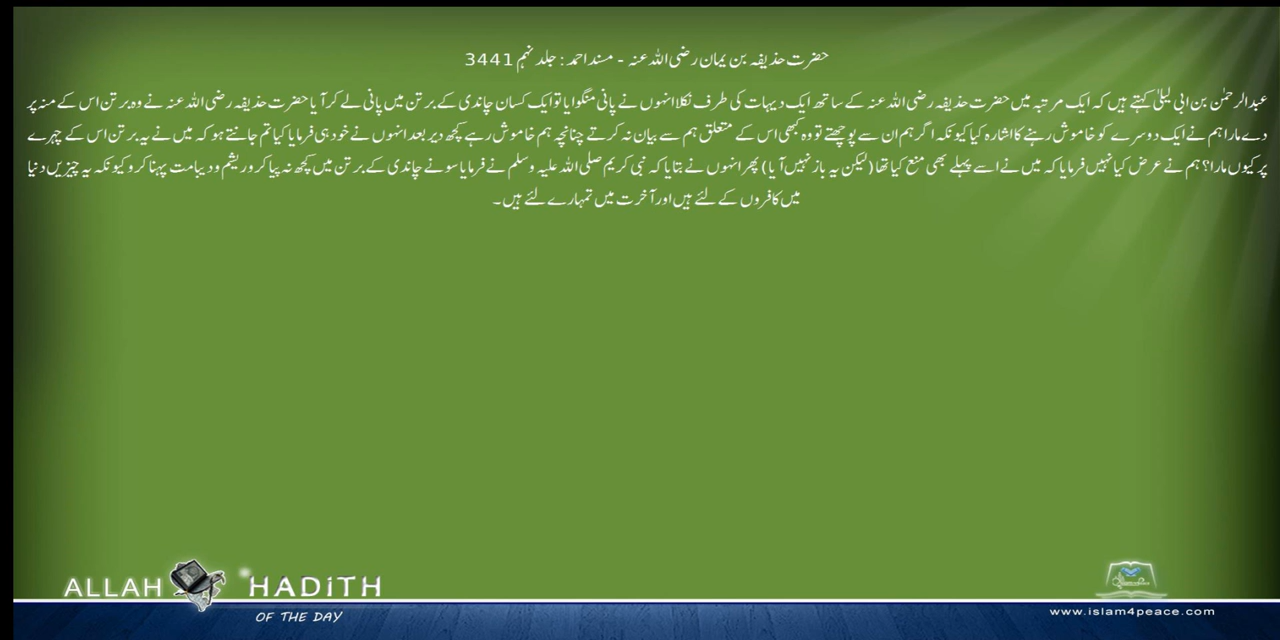 حضرت حذیفہ بن یمان رضی اللہ عنہ - مسند احمد : جلد نہم 3441
عبدالرحمٰن بن ابی لیلیٰ کہتے ہیں کہ ایک مرتبہ میں حضرت حذیفہ رضی اللہ عنہ کے ساتھ ایک دیہات کی طرف نکلا انہوں نے پانی منگوایا تو ایک کسان چاندی کے برتن میں پانی لے کر آیا حضرت حذیفہ رضی اللہ عنہ نے وہ برتن اس کے منہ پر
دے مارا ہم نے ایک دوسرے کو خاموش رہنے کا اشارہ کیا کیونکہ اگر ہم ان سے پوچھتے تو وہ کبھی اس کے متعلق ہم سے بیان نہ کرتے چنانچہ ہم خاموش رہے کچھ دیر بعد انہوں نے خود ہی فرمایا کیا تم جانتے ہو کہ میں نے یہ برتن اس کے چہرے
پر کیوں مارا؟ ہم نے عرض کیا نہیں فرمایا کہ میں نے اسے پہلے بھی منع کیا تھا (لیکن یہ باز نہیں آیا) پھر انہوں نے بتایا کہ نبی کریم صلی اللہ علیہ وسلم نے فرمایا سونے چاندی کے برتن میں کچھ نہ پیا کرو ریشم و دیبا مت پہنا کرو کیونکہ یہ چیزیں دنیا
میں کافروں کے لئے ہیں اور آخرت میں تمہارے لئے ہیں۔
ALLAH HADITH
OF THE DAY
www.islam4peace.com